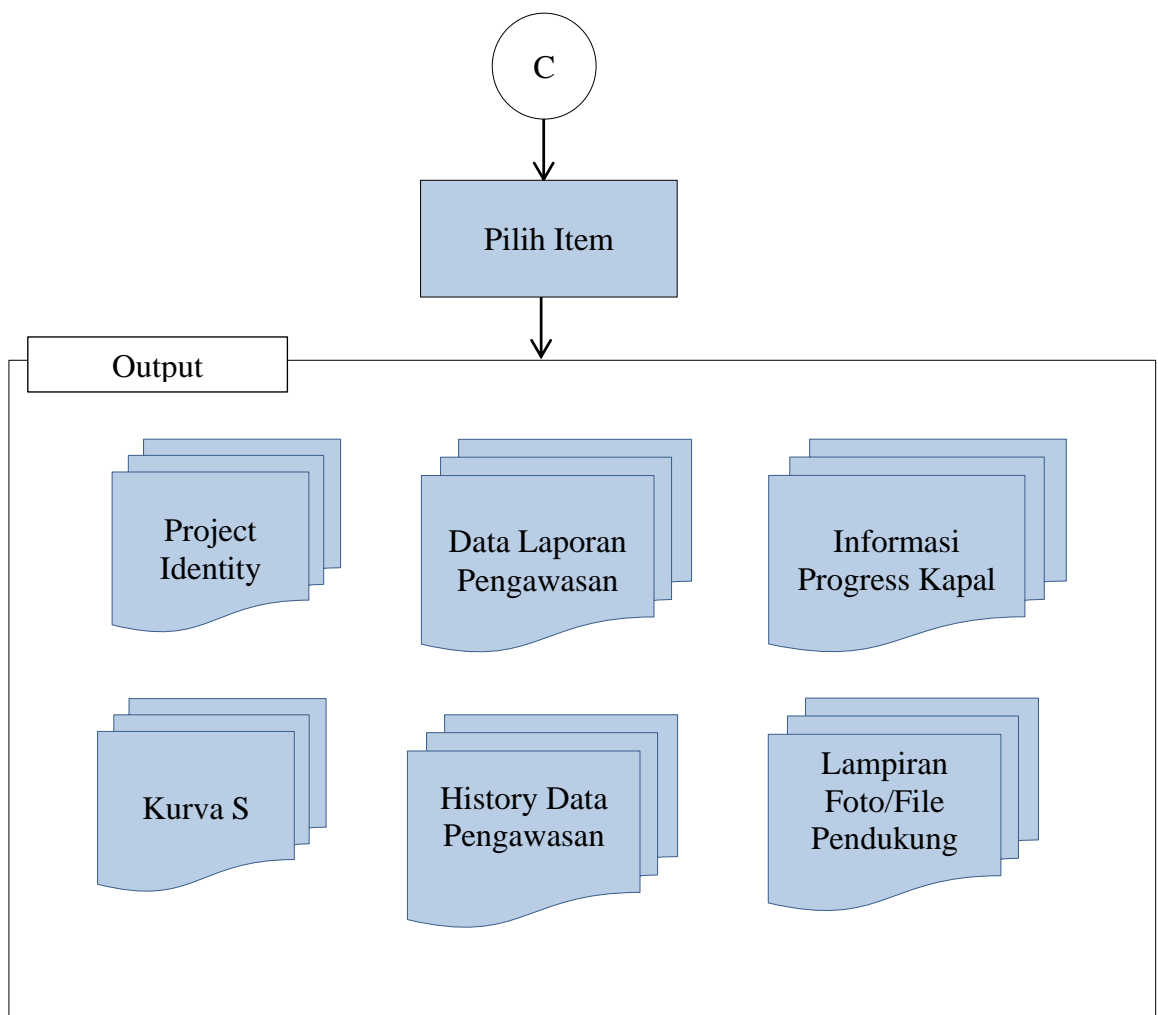 C
Pilih Item
Output
Project
Identity
Data Laporan
Pengawasan
Informasi
Progress Kapal
Kurva S
History Data
Pengawasan
Lampiran
Foto/File
Pendukung